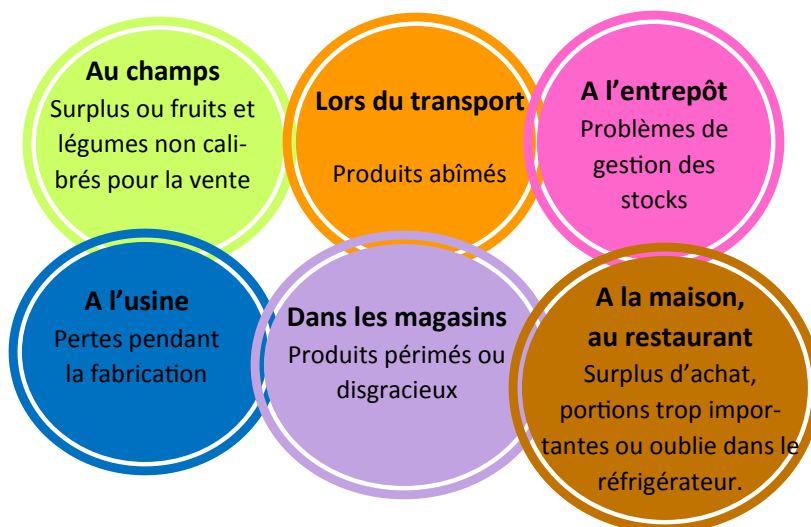 Au champs
Surplus ou fruits et
légumes non cali-
brés pour la vente
Lors du transport
Produits abîmés
A l’entrepôt
Problèmes de
gestion des
stocks
A l’usine
Pertes pendant
la fabrication
Dans les magasins
Produits périmés ou
disgracieux
A la maison,
au restaurant
Surplus d’achat,
portions trop impor-
tantes ou oublie dans le
réfrigérateur.